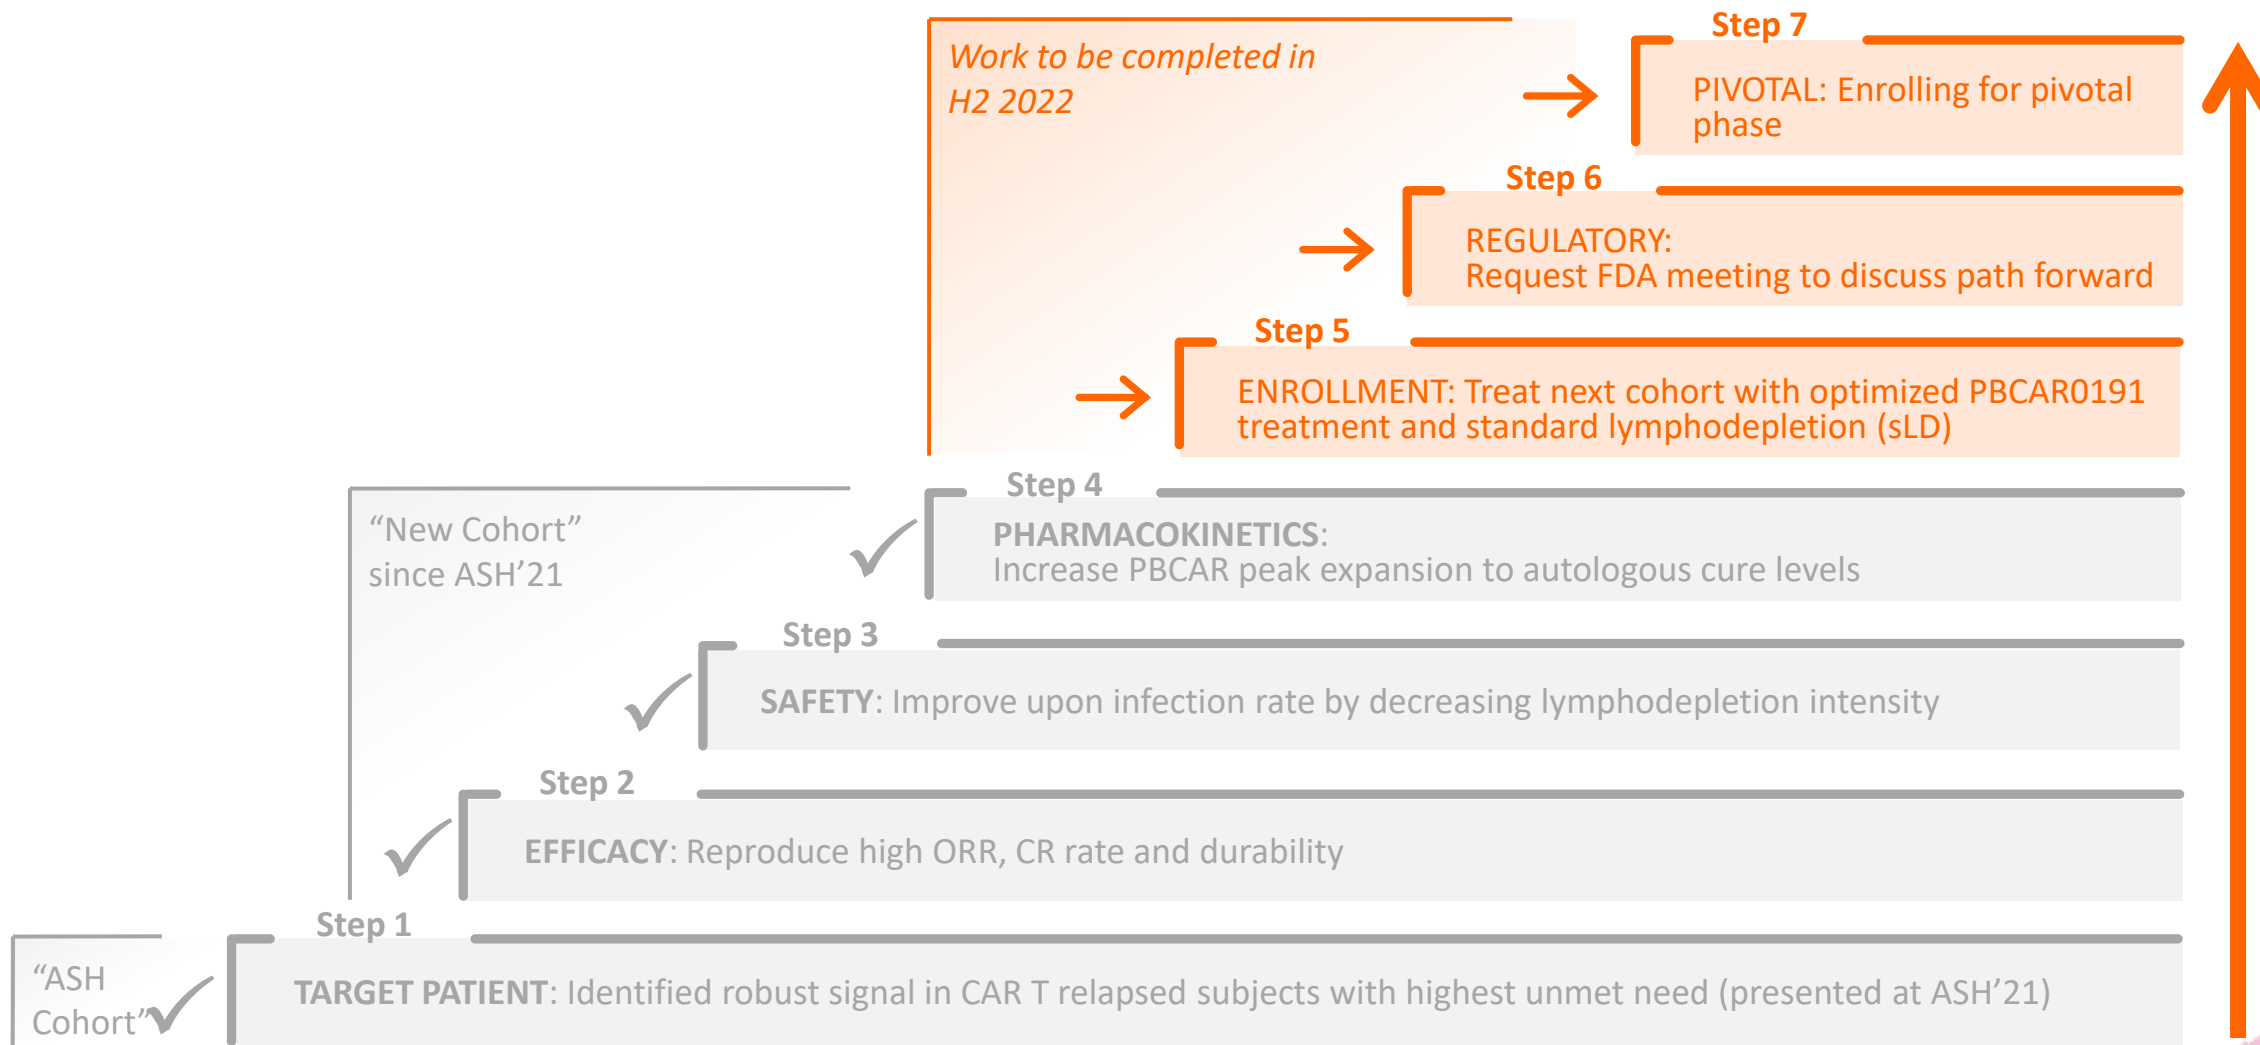 Step 7
Work to be completed in
H2 2022
PIVOTAL: Enrolling for pivotal
phase
Step 6
REGULATORY:
Request FDA meeting to discuss path forward
Step 5
ENROLLMENT: Treat next cohort with optimized PBCAR0191
treatment and standard lymphodepletion (sLD)
Step 4
“New Cohort”
since ASH’21
PHARMACOKINETICS:
Increase PBCAR peak expansion to autologous cure levels
Step 3
SAFETY: Improve upon infection rate by decreasing lymphodepletion intensity
Step 2
EFFICACY: Reproduce high ORR, CR rate and durability
Step 1
“ASH
Cohort”
TARGET PATIENT: Identified robust signal in CAR T relapsed subjects with highest unmet need (presented at ASH’21)